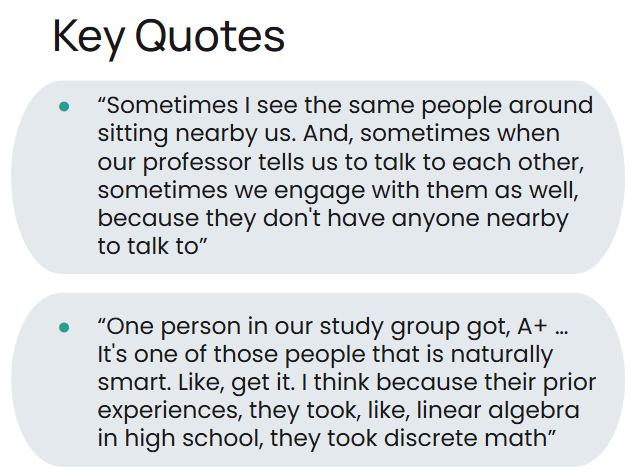 Key Quotes
• “Sometimes I see the same people around
sitting nearby us. And, sometimes when
our professor tells us to talk to each other,
sometimes we engage with them as well,
because they don't have anyone nearby
to talk to”
• “One person in our study group got, A+ …
It's one of those people that is naturally
smart. Like, get it. I think because their prior
experiences, they took, like, linear algebra
in high school, they took discrete math”